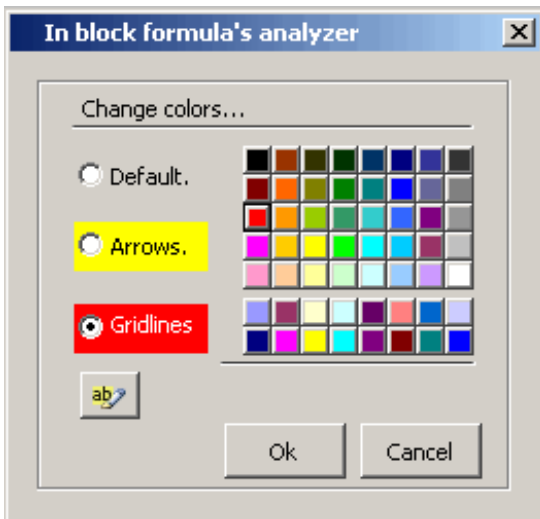 In block formula's analyzer
Change colors...
Default.
Arrows.
Gridlines
ab
Ok
Cancel